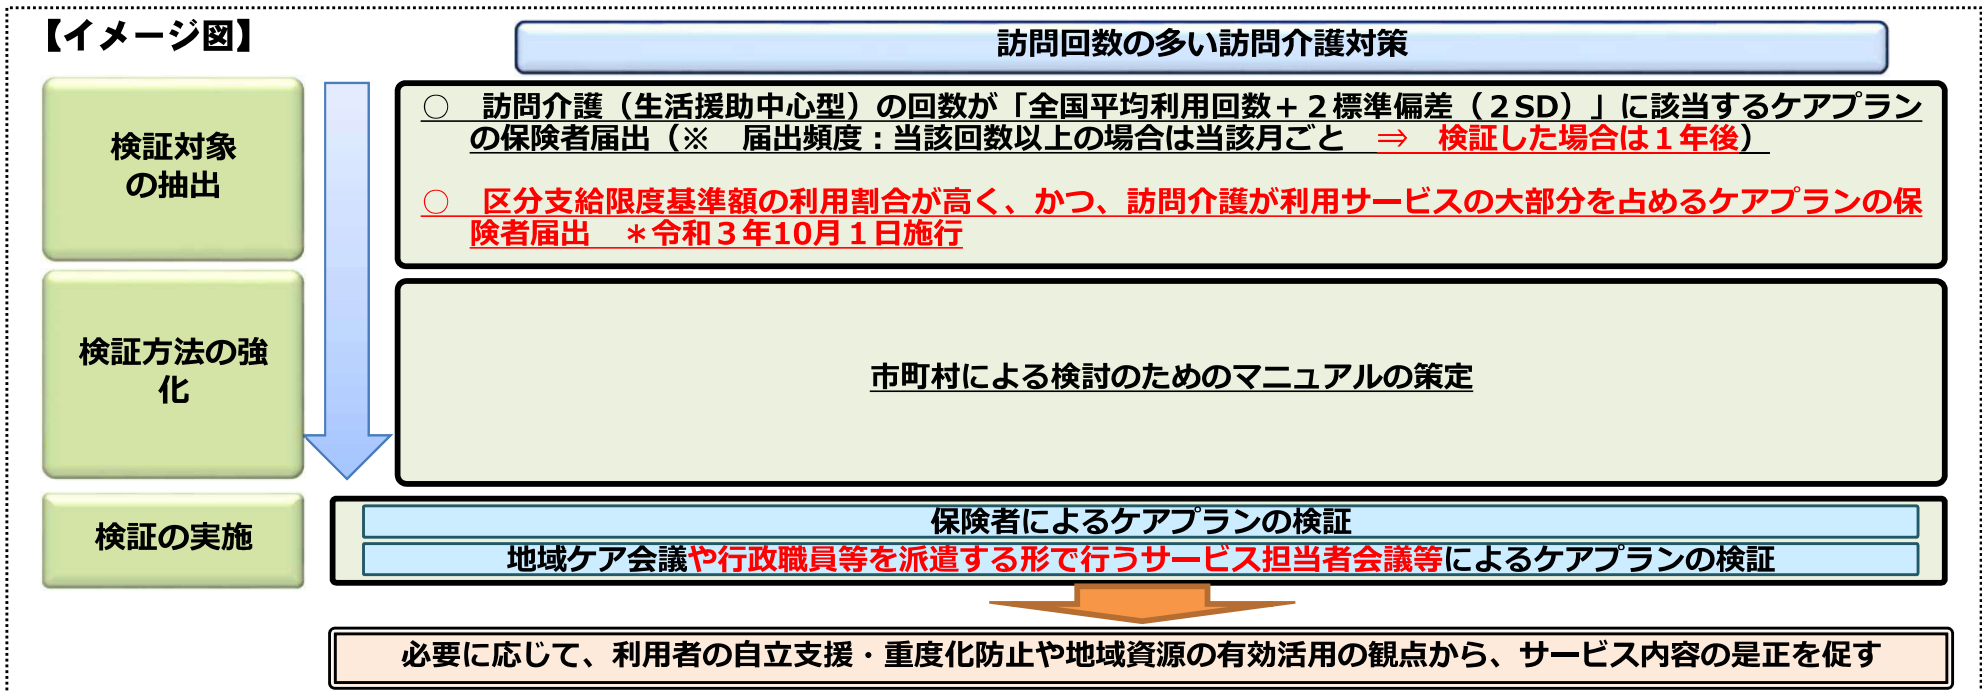 【イメージ図】
訪問回数の多い訪問介護対策
検証対象
の抽出
○　訪問介護（生活援助中心型）の回数が「全国平均利用回数＋２標準偏差（２SD）」に該当するケアプラン
の保険者届出（※　届出頻度：当該回数以上の場合は当該月ごと　⇒　検証した場合は１年後）
○　区分支給限度基準額の利用割合が高く、かつ、訪問介護が利用サービスの大部分を占めるケアプランの保
険者届出　＊令和３年10月１日施行
検証方法の強
化
市町村による検討のためのマニュアルの策定
検証の実施
保険者によるケアプランの検証
地域ケア会議や行政職員等を派遣する形で行うサービス担当者会議等によるケアプランの検証
必要に応じて、利用者の自立支援・重度化防止や地域資源の有効活用の観点から、サービス内容の是正を促す